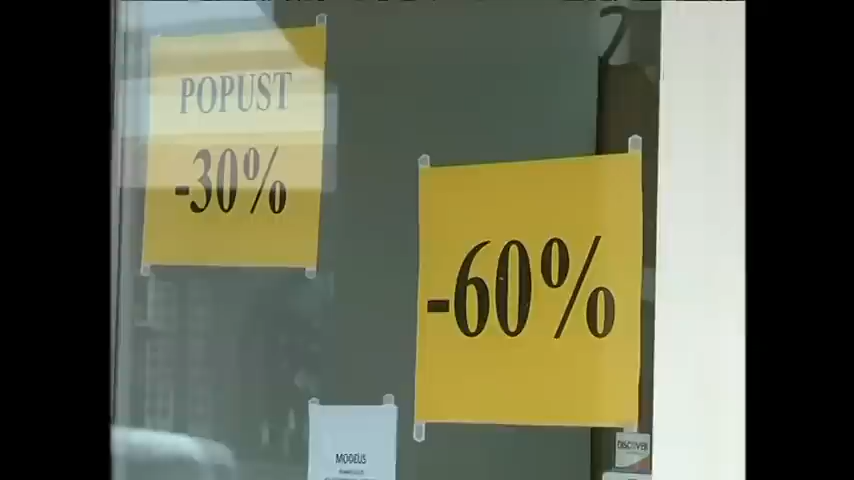 POPUST
-30%
-60%
MODEUS
DISCOVER